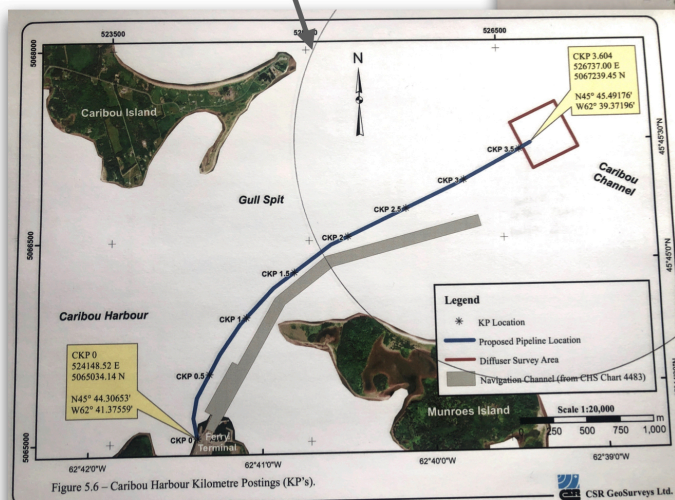 523500
526500
5068000
N
CKP 3.604
526737.00 E
5067239.45 N
N45° 45.49176'
W62° 39.37196'
Caribou Island
CKP 3.5
45°45'30"N
Caribou
Channel
CKP 3
Gull Spit
CKP 2.5
CKP 2
5066500
45°45'0"N
CKP 1.5
Caribou Harbour
CKP 1
Legend
KP Location
Proposed Pipeline Location
Diffuser Survey Area
Navigation Channel (from CHS Chart 4483)
CKP 0
524148.52 E
5065034.14 N
N45° 44.30653'
W62° 41.37559'
CKP 0.5
Munroes Island
Scale 1:20,000
m
250 500 750 1,000
CKP 0
Ferry
Terminal
5065000
62°42'0"W
62°41'0"W
62°40'0"W
62°39'0"W
Figure 5.6 – Caribou Harbour Kilometre Postings (KP's).
CSR GeoSurveys Ltd.